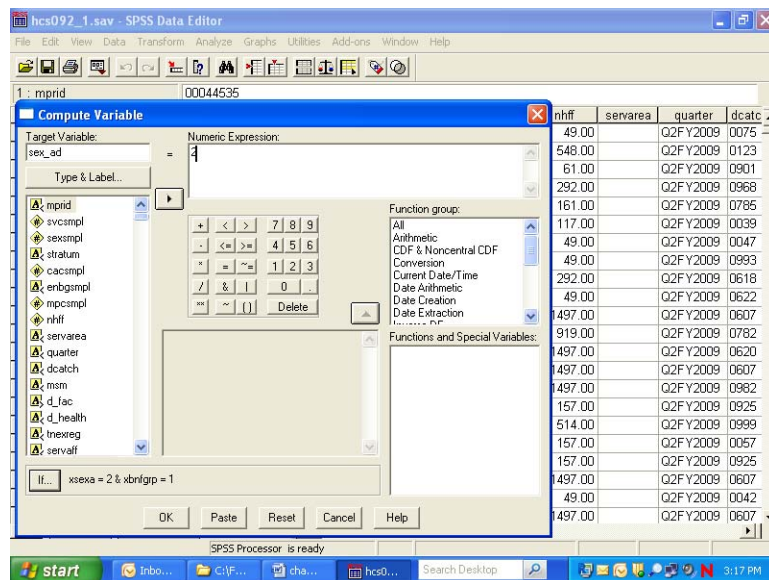 hcs092_1.sav - SPSS Data Editor
File Edit View Data Transform Analyze Graphs Utilities Add-ons Window Help
1 : mprid 00044535
Compute Variable
Target Variable:
sex_ad
=
Numeric Expression:
2
Type & Label...
mprid
svcsmpl
sexsmpl
stratum
cacsmpl
enbgsmpl
mpcsmpl
nhff
servarea
quarter
dcatch
msm
d_fac
d_health
tnexreg
servaff
+ < > 7 8 9
- <= >= 4 5 6
* = ~= 1 2 3
/ & | 0 .
** ~ () Delete
Function group:
All
Arithmetic
CDF & Noncentral CDF
Conversion
Current Date/Time
Date Arithmetic
Date Creation
Date Extraction
Functions and Special Variables:
If... xsexa = 2 & xbnfgrp = 1
OK Paste Reset Cancel Help
nhff servarea quarter dcatc
49.00 Q2FY2009 0075
548.00 Q2FY2009 0123
61.00 Q2FY2009 0901
292.00 Q2FY2009 0968
161.00 Q2FY2009 0785
117.00 Q2FY2009 0039
49.00 Q2FY2009 0047
49.00 Q2FY2009 0993
292.00 Q2FY2009 0618
49.00 Q2FY2009 0622
1497.00 Q2FY2009 0607
919.00 Q2FY2009 0782
1497.00 Q2FY2009 0620
1497.00 Q2FY2009 0607
1497.00 Q2FY2009 0982
157.00 Q2FY2009 0925
514.00 Q2FY2009 0999
157.00 Q2FY2009 0057
157.00 Q2FY2009 0925
1497.00 Q2FY2009 0607
49.00 Q2FY2009 0042
1497.00 Q2FY2009 0607
SPSS Processor is ready
start Inbo... C:\F... cha... hcs0... Search Desktop 3:17 PM